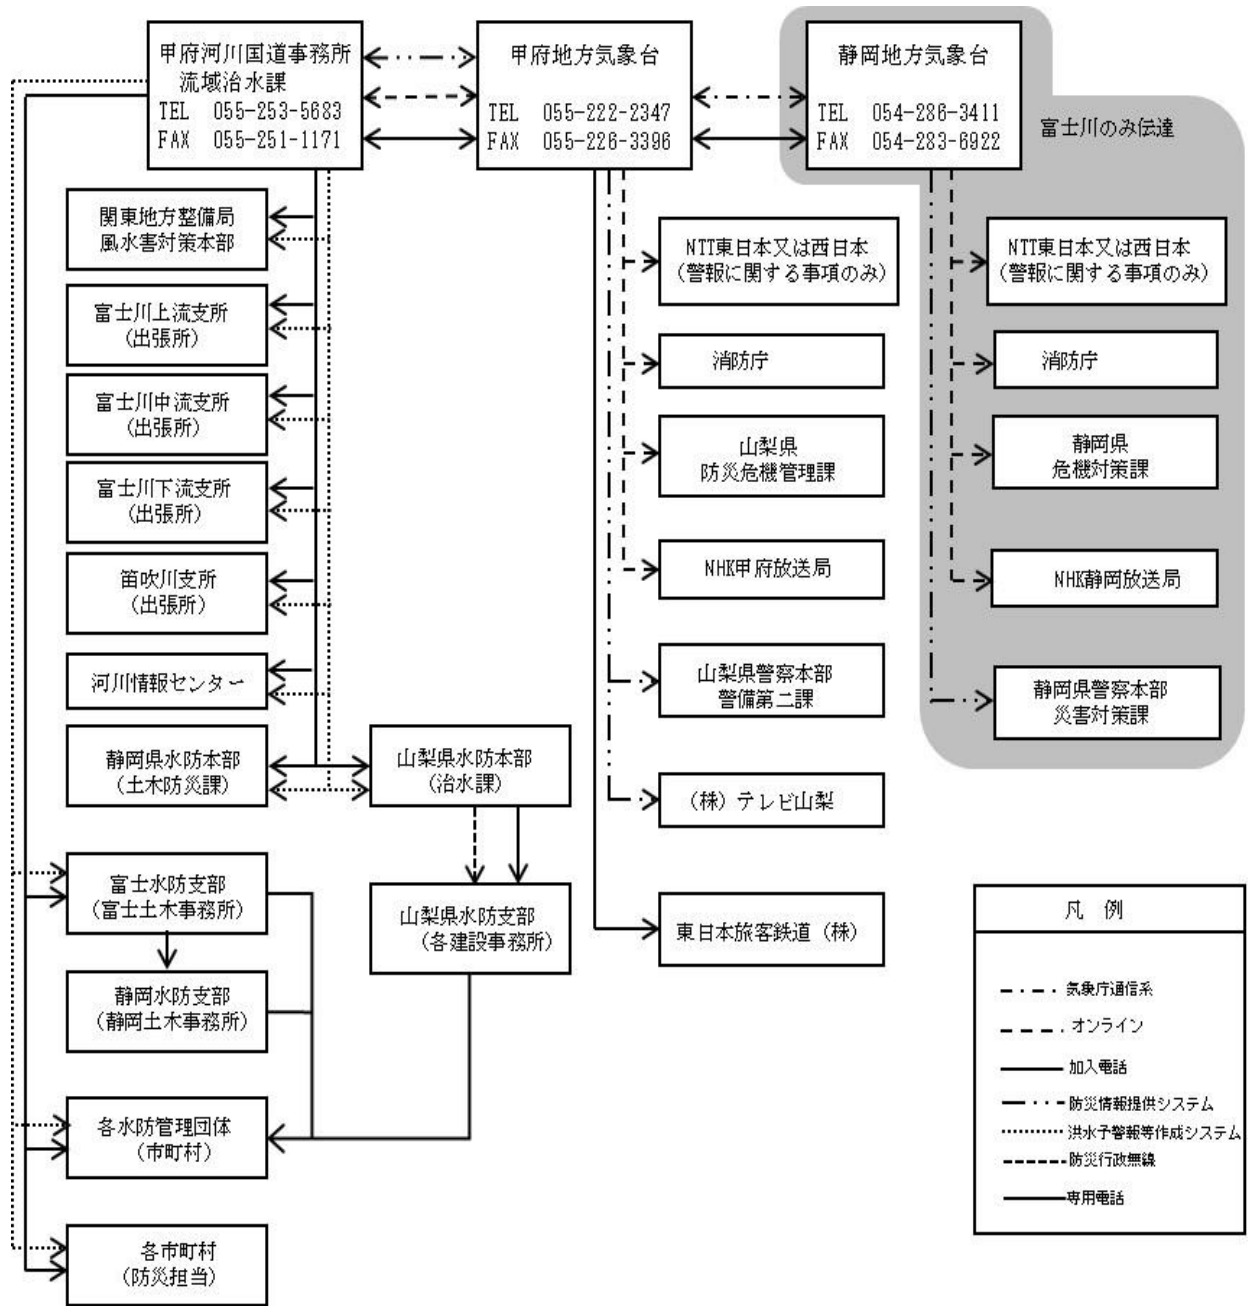 甲府河川国道事務所
流域治水課
TEL 055-253-5683
FAX 055-251-1171
甲府地方気象台
TEL 055-222-2347
FAX 055-226-3396
静岡地方気象台
TEL 054-286-3411
FAX 054-283-6922
富士川のみ伝達
関東地方整備局
風水害対策本部
富士川上流支所
(出張所)
富士川中流支所
(出張所)
富士川下流支所
(出張所)
笛吹川支所
(出張所)
河川情報センター
静岡県水防本部
(土木防災課)
山梨県水防本部
(治水課)
富士水防支部
(富士土木事務所)
山梨県水防支部
(各建設事務所)
静岡水防支部
(静岡土木事務所)
各水防管理団体
(市町村)
各市町村
(防災担当)
NTT東日本又は西日本
(警報に関する事項のみ)
消防庁
山梨県
防災危機管理課
NHK甲府放送局
山梨県警察本部
警備第二課
(株)テレビ山梨
東日本旅客鉄道(株)
NTT東日本又は西日本
(警報に関する事項のみ)
消防庁
静岡県
危機対策課
NHK静岡放送局
静岡県警察本部
災害対策課
凡 例
気象庁通信系
オンライン
加入電話
防災情報提供システム
洪水予警報等作成システム
防災行政無線
専用電話